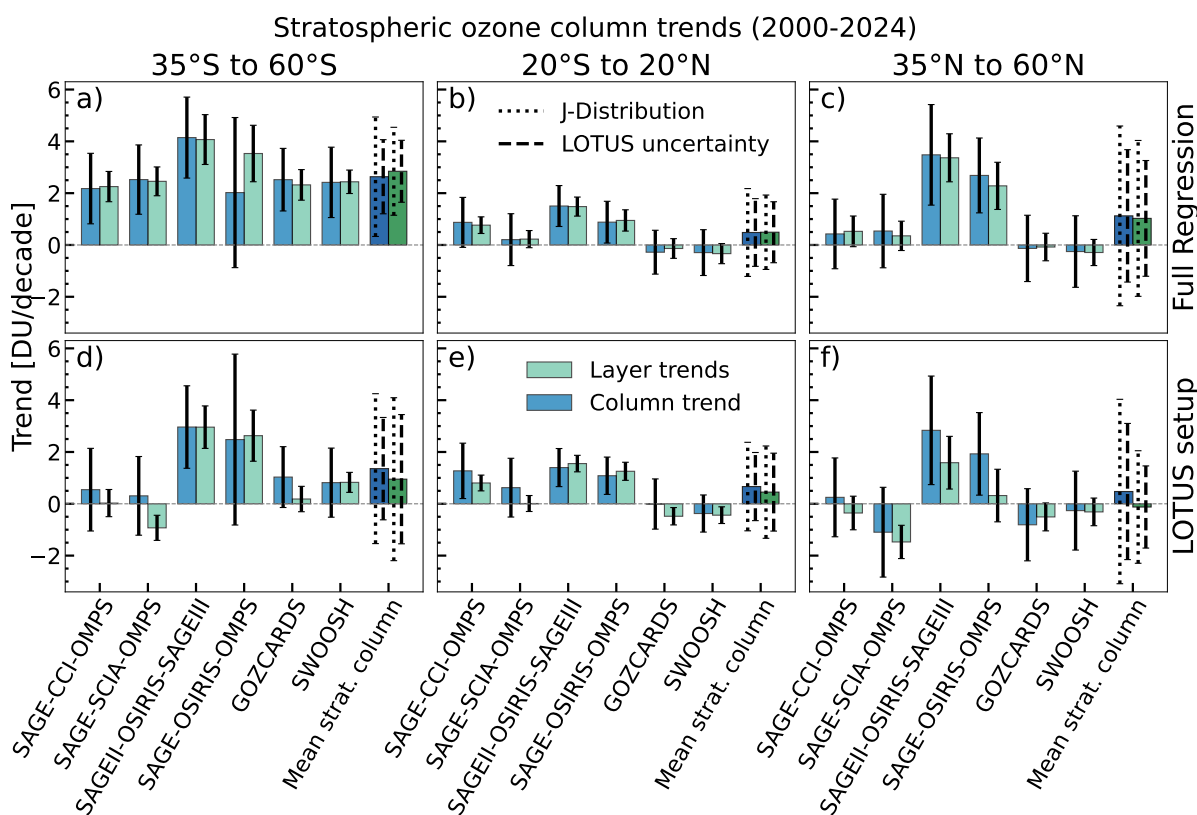 Stratospheric ozone column trends (2000-2024)
35°S to 60°S
20°S to 20°N
35°N to 60°N
a)
b)
c)
J-Distribution
LOTUS uncertainty
6
4
2
0
−2
Full Regression
Trend [DU/decade]
d)
e)
f)
Layer trends
Column trend
6
4
2
0
−2
LOTUS setup
SAGE-CCI-OMPS
SAGE-SCIA-OMPS
SAGEII-OSIRIS-SAGEIII
SAGE-OSIRIS-OMPS
GOZCARDS
SWOOSH
Mean strat. column
SAGE-CCI-OMPS
SAGE-SCIA-OMPS
SAGEII-OSIRIS-SAGEIII
SAGE-OSIRIS-OMPS
GOZCARDS
SWOOSH
Mean strat. column
SAGE-CCI-OMPS
SAGE-SCIA-OMPS
SAGEII-OSIRIS-SAGEIII
SAGE-OSIRIS-OMPS
GOZCARDS
SWOOSH
Mean strat. column